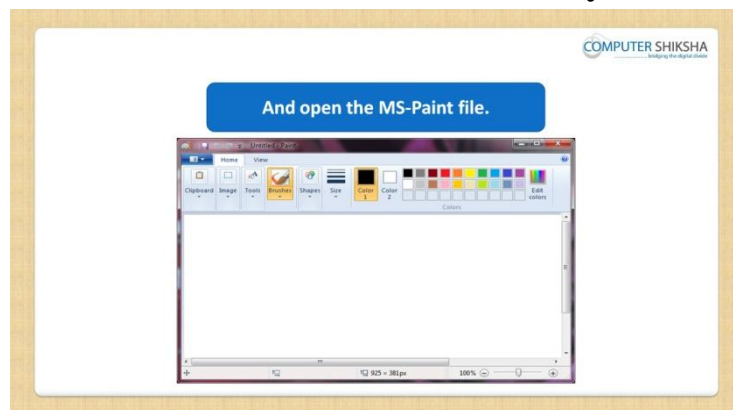 COMPUTER SHIKSHA
Bridging the digital divide
And open the MS-Paint file.
Untitled - Paint
Home View
Clipboard Image Tools Brushes Shapes Size Color 1 Color 2 Edit colors
Colors
925 × 381px 100%